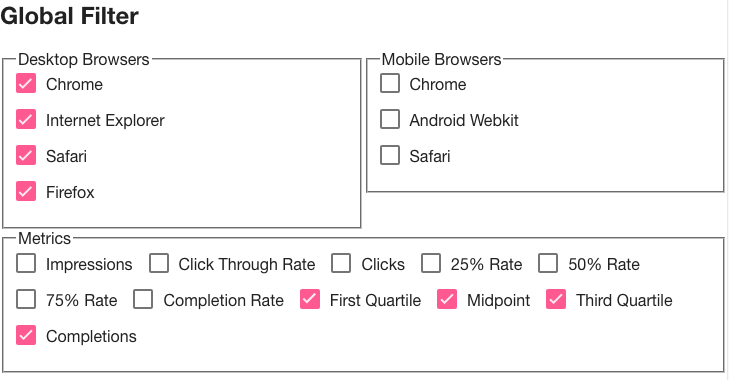 Global Filter
Desktop Browsers
Chrome
Internet Explorer
Safari
Firefox
Mobile Browsers
Chrome
Android Webkit
Safari
Metrics
Impressions Click Through Rate Clicks 25% Rate 50% Rate
75% Rate Completion Rate First Quartile Midpoint Third Quartile
Completions